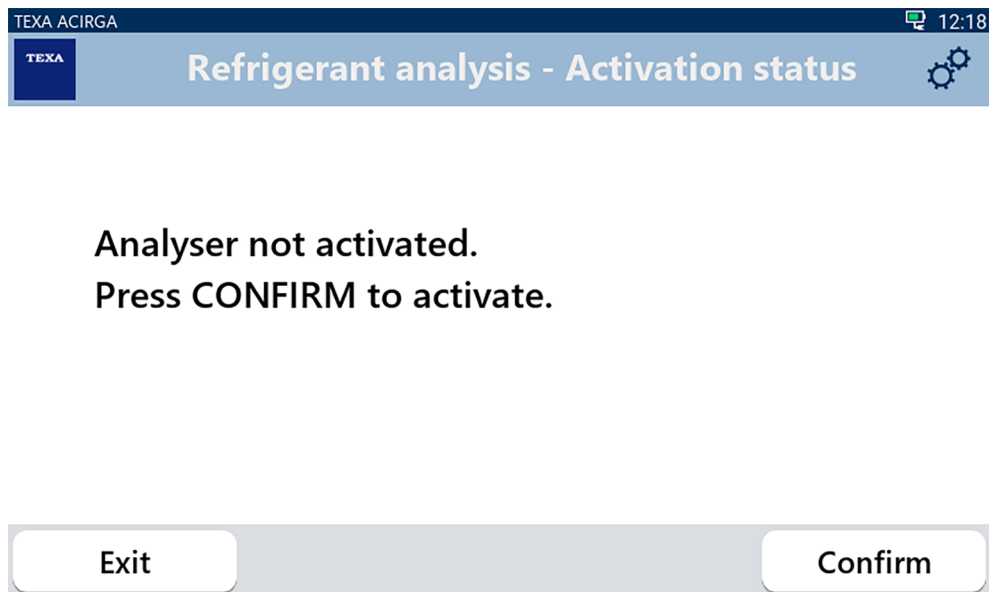 TEXA ACIRGA 12:18
TEXA
Refrigerant analysis - Activation status
Analyser not activated.
Press CONFIRM to activate.
Exit Confirm